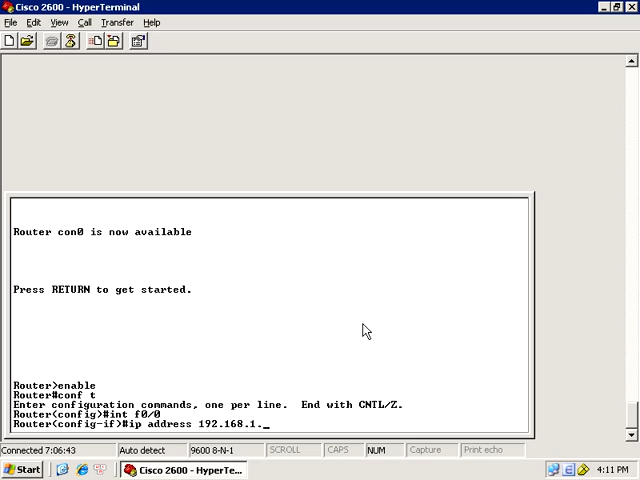 Cisco 2600 - HyperTerminal
File Edit View Call Transfer Help
Router con0 is now available
Press RETURN to get started.
Router>enable
Router#conf t
Enter configuration commands, one per line.  End with CNTL/Z.
Router(config)#int f0/0
Router(config-if)#ip address 192.168.1._
Connected 7:06:43 Auto detect 9600 8-N-1 SCROLL CAPS NUM Capture Print echo
Start Cisco 2600 - HyperTe... 4:11 PM